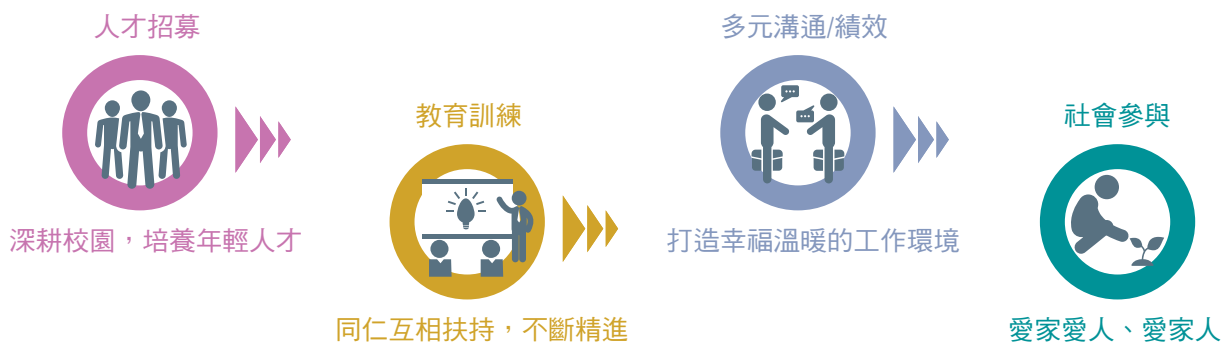 人才招募
深耕校園，培養年輕人才
教育訓練
同仁互相扶持，不斷精進
多元溝通/績效
打造幸福溫暖的工作環境
社會參與
愛家愛人、愛家人